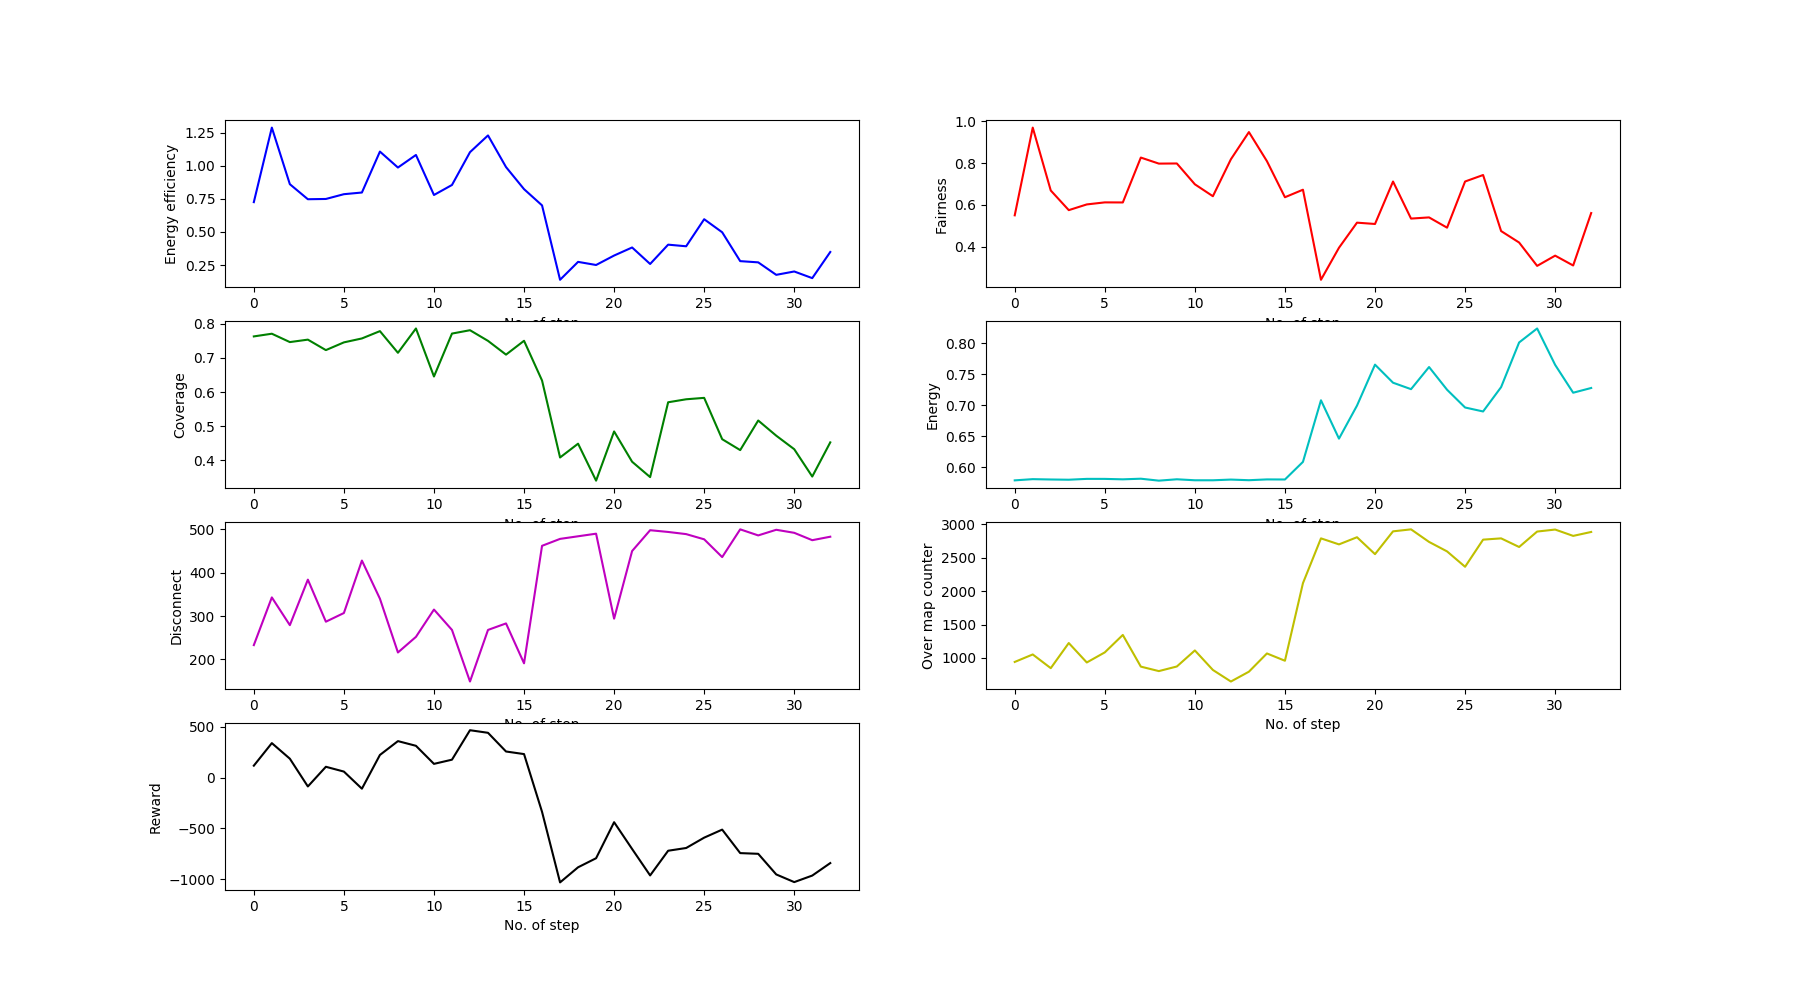 Energy efficiency
1.25
1.00
0.75
0.50
0.25
0 5 10 15 20 25 30
Fairness
1.0
0.8
0.6
0.4
0 5 10 15 20 25 30
Coverage
0.8
0.7
0.6
0.5
0.4
0 5 10 15 20 25 30
Energy
0.80
0.75
0.70
0.65
0.60
0 5 10 15 20 25 30
Disconnect
500
400
300
200
0 5 10 15 20 25 30
Over map counter
3000
2500
2000
1500
1000
0 5 10 15 20 25 30
No. of step
Reward
500
0
−500
−1000
0 5 10 15 20 25 30
No. of step